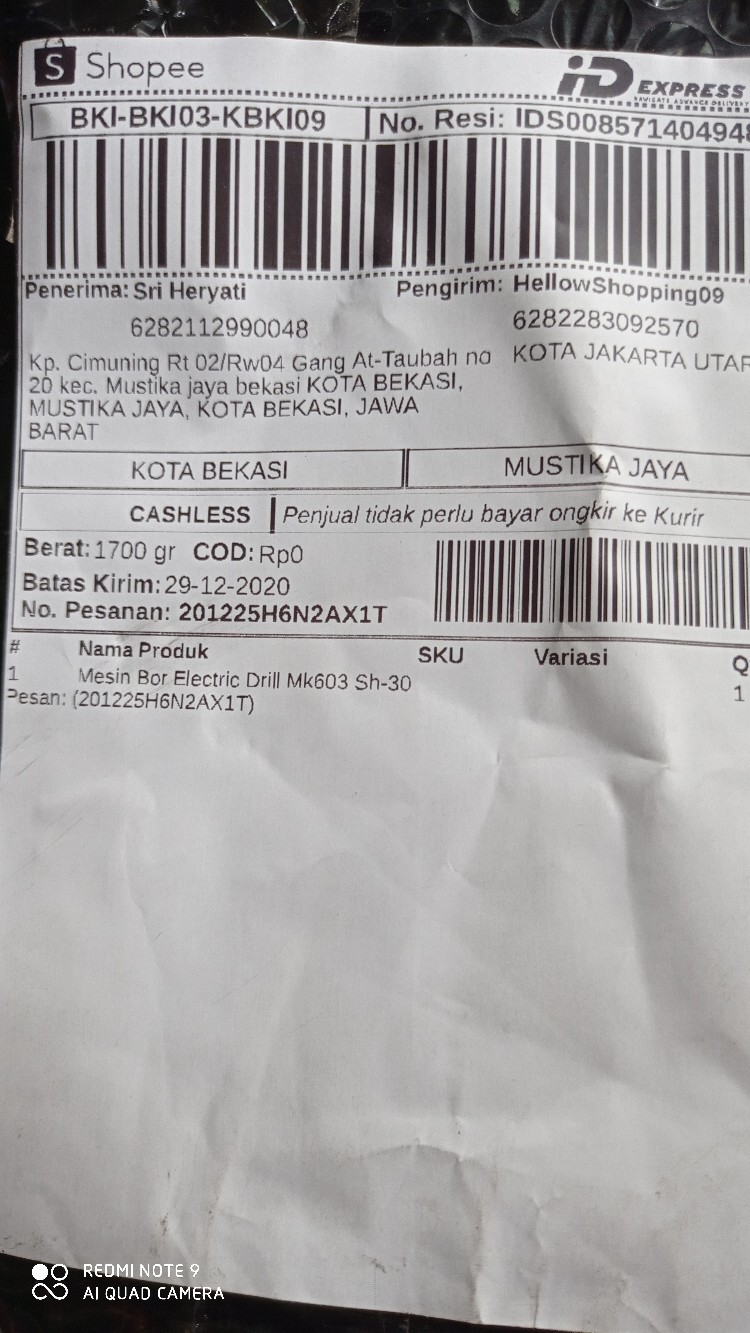 S Shopee
iD EXPRESS
NAVIGATE ADVANCE DELIVERY
BKI-BKI03-KBKI09
No. Resi: IDS00857140494
Penerima: Sri Heryati
Pengirim: HellowShopping09
6282112990048
6282283092570
Kp. Cimuning Rt 02/Rw04 Gang At-Taubah no
20 kec. Mustika jaya bekasi KOTA BEKASI,
MUSTIKA JAYA, KOTA BEKASI, JAWA
BARAT
KOTA JAKARTA UTAR
KOTA BEKASI
MUSTIKA JAYA
CASHLESS
Penjual tidak perlu bayar ongkir ke Kurir
Berat: 1700 gr COD: Rp0
Batas Kirim: 29-12-2020
No. Pesanan: 201225H6N2AX1T
# Nama Produk SKU Variasi Q
1 Mesin Bor Electric Drill Mk603 Sh-30 1
Pesan: (201225H6N2AX1T)
REDMI NOTE 9
AI QUAD CAMERA